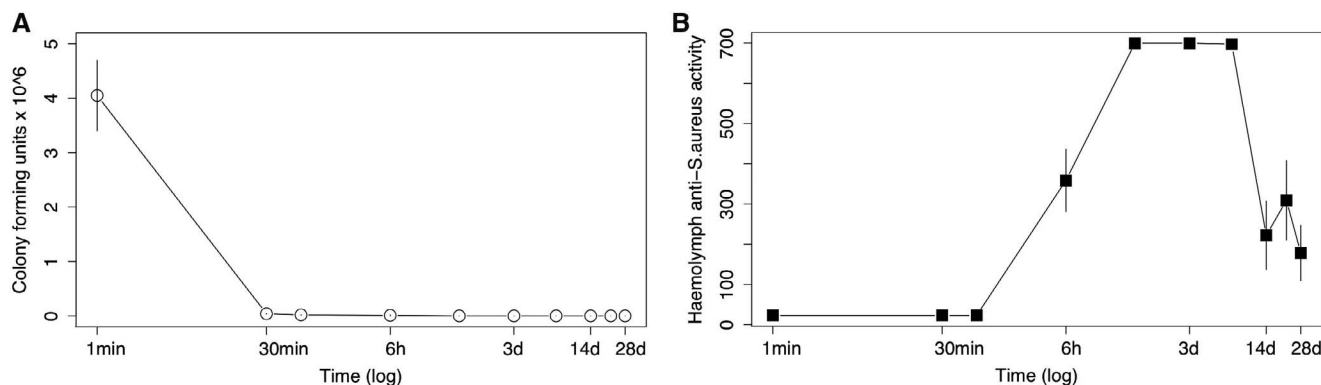 A
Colony forming units x 10^6
5
4
3
2
1
0
1min 30min 6h 3d 14d 28d
Time (log)
B
Haemolymph anti−S.aureus activity
700
500
300
100
0
1min 30min 6h 3d 14d 28d
Time (log)